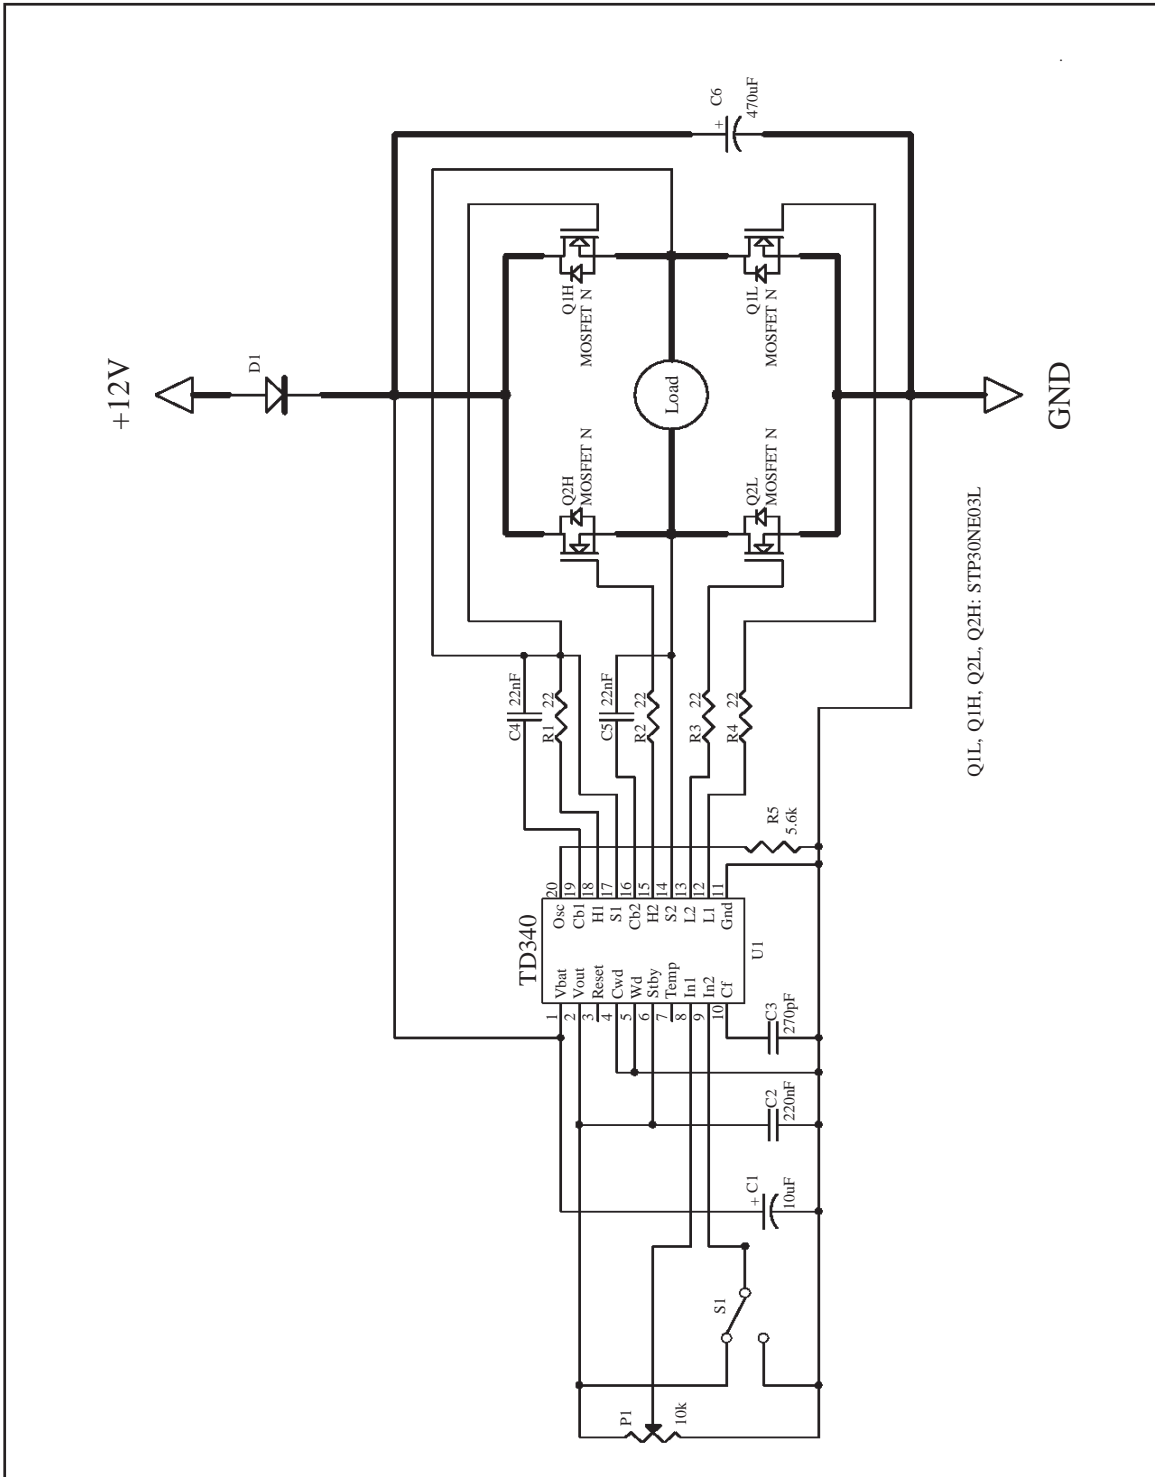 +12V
D1
C6
+
470uF
Q1H
MOSFET N
Q1L
MOSFET N
Load
Q2H
MOSFET N
Q2L
MOSFET N
GND
Q1L, Q1H, Q2L, Q2H: STP30NE03L
C4
22nF
R1
22
C5
22nF
R2
22
R3
22
R4
22
R5
5.6k
TD340
U1
20
Osc
19
Cb1
18
H1
17
S1
16
Cb2
15
H2
14
S2
13
L2
12
L1
11
Gnd
1
Vbat
2
Vout
3
Reset
4
Cwd
5
Wd
6
Stby
7
Temp
8
In1
9
In2
10
Cf
C3
270pF
C2
220nF
+
C1
10uF
S1
P1
10k